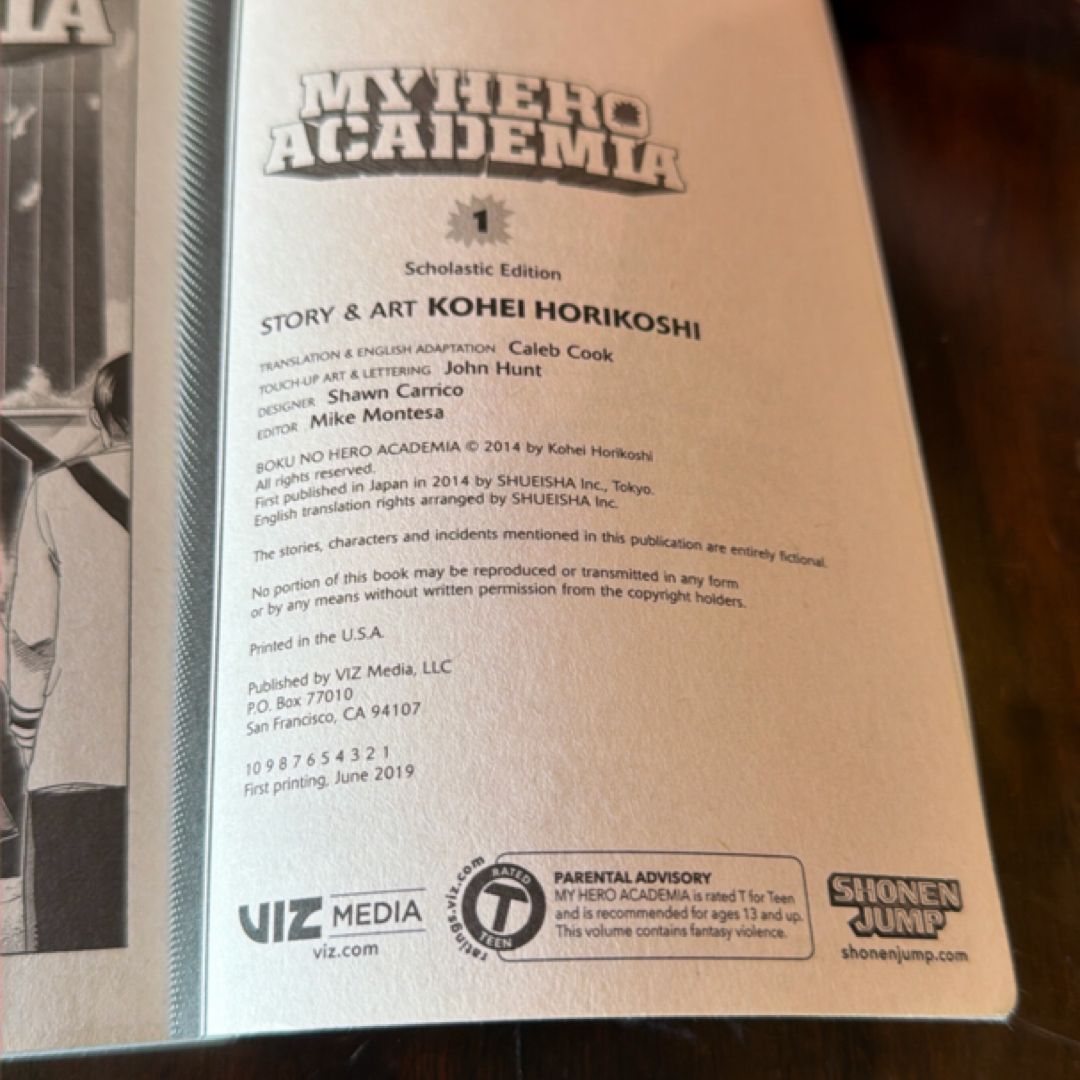 IA
MY HERO
ACADEMIA
1
Scholastic Edition
STORY & ART KOHEI HORIKOSHI
TRANSLATION & ENGLISH ADAPTATION Caleb Cook
TOUCH-UP ART & LETTERING John Hunt
DESIGNER Shawn Carrico
EDITOR Mike Montesa
BOKU NO HERO ACADEMIA © 2014 by Kohei Horikoshi
All rights reserved.
First published in Japan in 2014 by SHUEISHA Inc., Tokyo.
English translation rights arranged by SHUEISHA Inc.
The stories, characters and incidents mentioned in this publication are entirely fictional.
No portion of this book may be reproduced or transmitted in any form
or by any means without written permission from the copyright holders.
Printed in the U.S.A.
Published by VIZ Media, LLC
P.O. Box 77010
San Francisco, CA 94107
10 9 8 7 6 5 4 3 2 1
First printing, June 2019
VIZ MEDIA
viz.com
ratings.viz.com
RATED
T
TEEN
PARENTAL ADVISORY
MY HERO ACADEMIA is rated T for Teen
and is recommended for ages 13 and up.
This volume contains fantasy violence.
SHONEN
JUMP
shonenjump.com